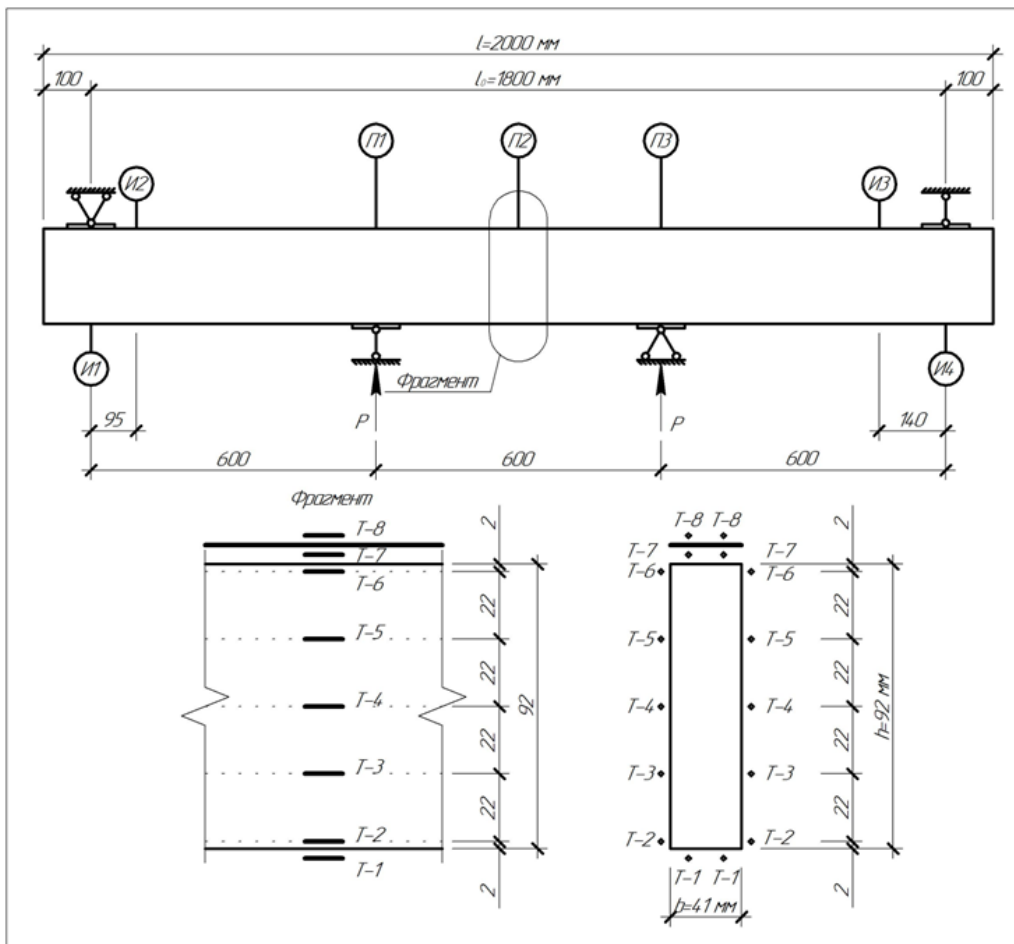 l=2000 мм
100
l₀=1800 мм
100
П1
П2
П3
И2
И3
И1
И4
Фрагмент
95
P
P
140
600
600
600
Фрагмент
Т-8
Т-7
Т-6
Т-5
Т-4
Т-3
Т-2
Т-1
2
22
22
22
22
2
92
Т-8
Т-8
Т-7
Т-7
Т-6
Т-6
Т-5
Т-5
Т-4
Т-4
Т-3
Т-3
Т-2
Т-2
Т-1
Т-1
b=41 мм
2
22
22
22
22
2
h=92 мм